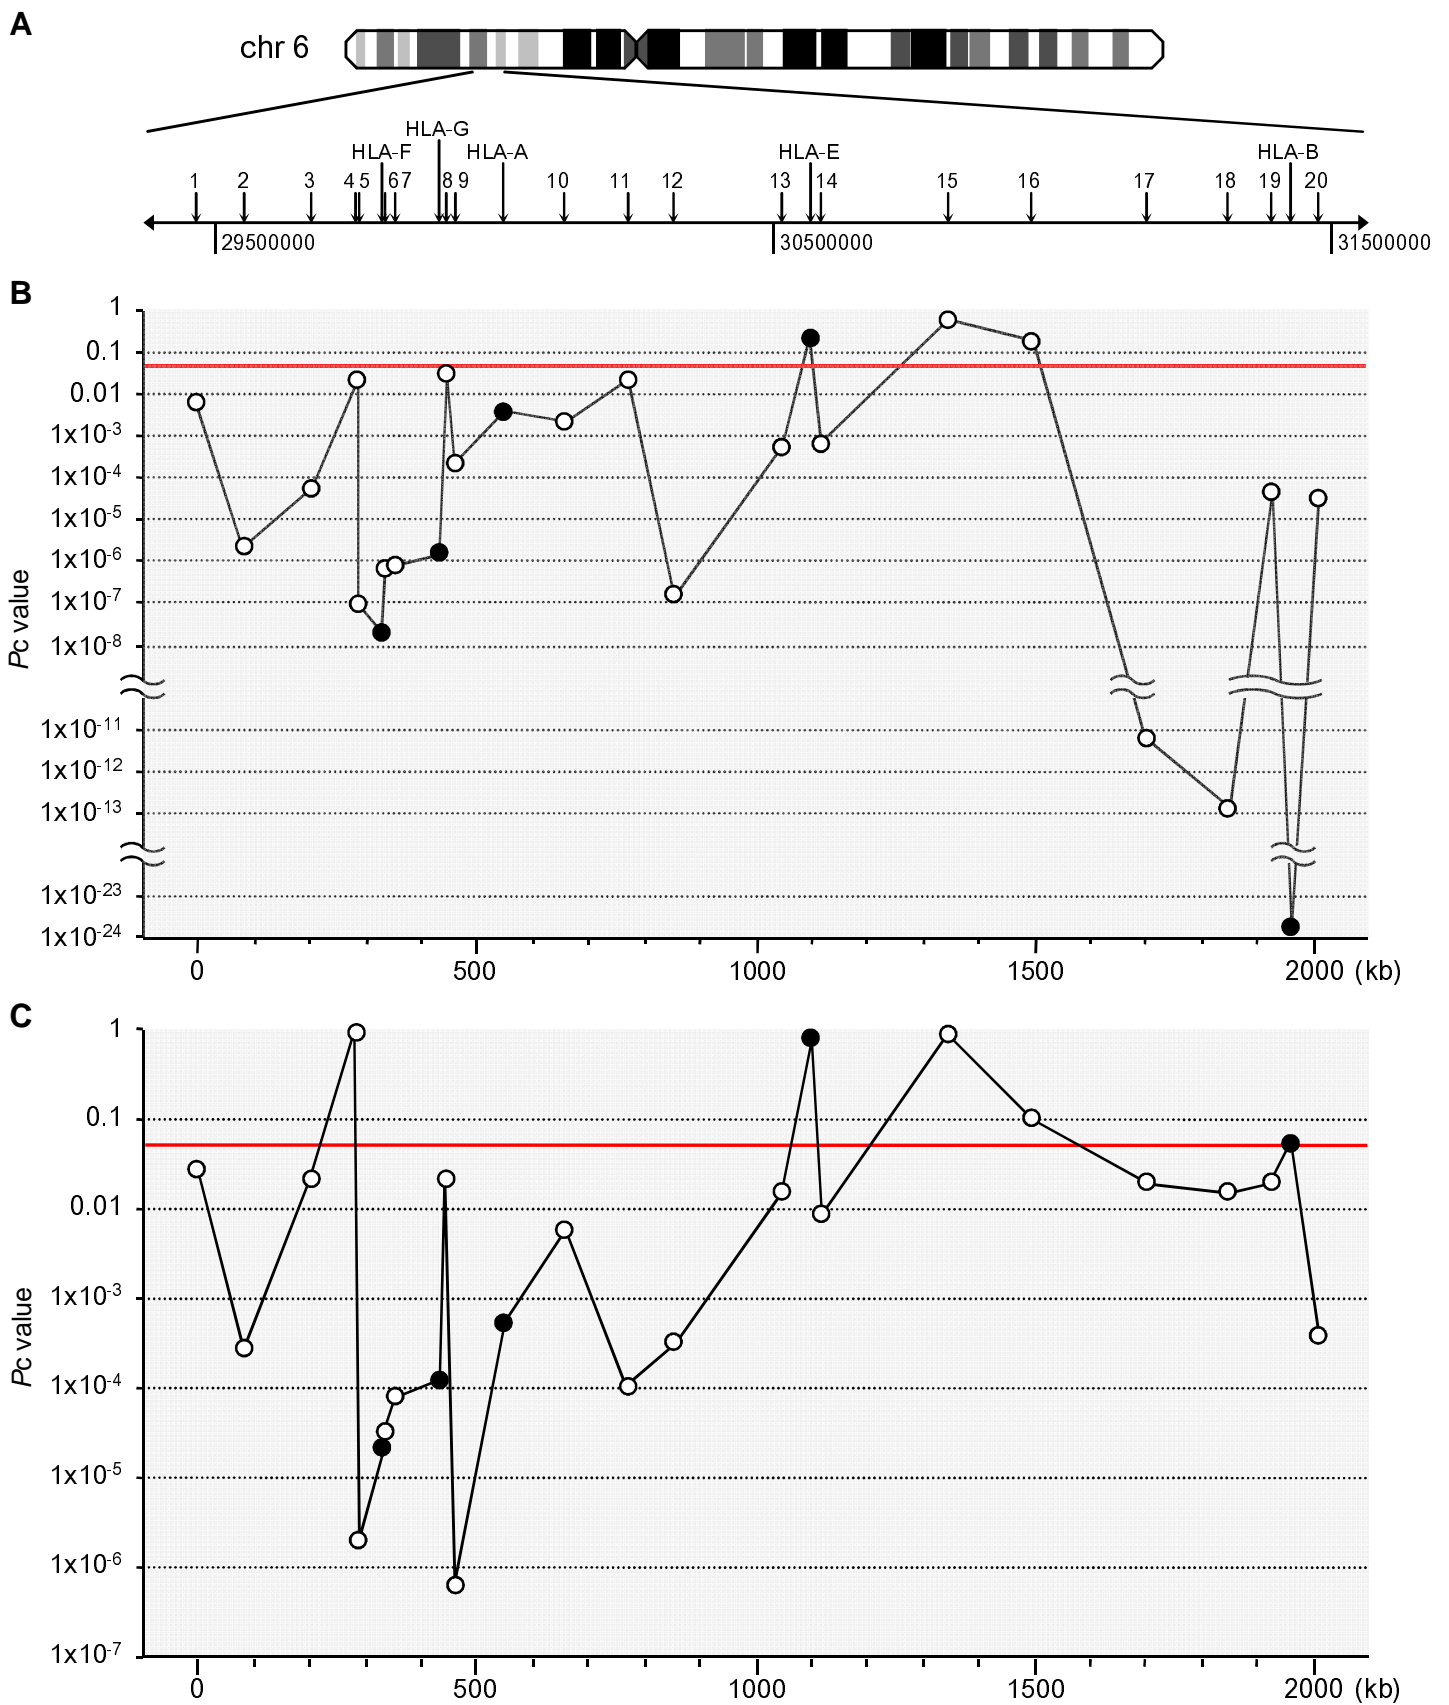 A
chr 6
HLA-G
HLA-F HLA-A HLA-E HLA-B
1 2 3 4 5 6 7 8 9 10 11 12 13 14 15 16 17 18 19 20
29500000 30500000 31500000
B
1
0.1
0.01
1x10-3
1x10-4
1x10-5
1x10-6
1x10-7
1x10-8
1x10-11
1x10-12
1x10-13
1x10-23
1x10-24
Pc value
0 500 1000 1500 2000 (kb)
C
1
0.1
0.01
1x10-3
1x10-4
1x10-5
1x10-6
1x10-7
Pc value
0 500 1000 1500 2000 (kb)